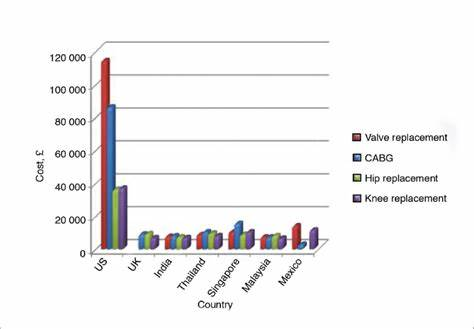 120 000
100 000
80 000
60 000
40 000
20 000
0
Cost, £
US
UK
India
Thailand
Singapore
Malaysia
Mexico
Country
Valve replacement
CABG
Hip replacement
Knee replacement